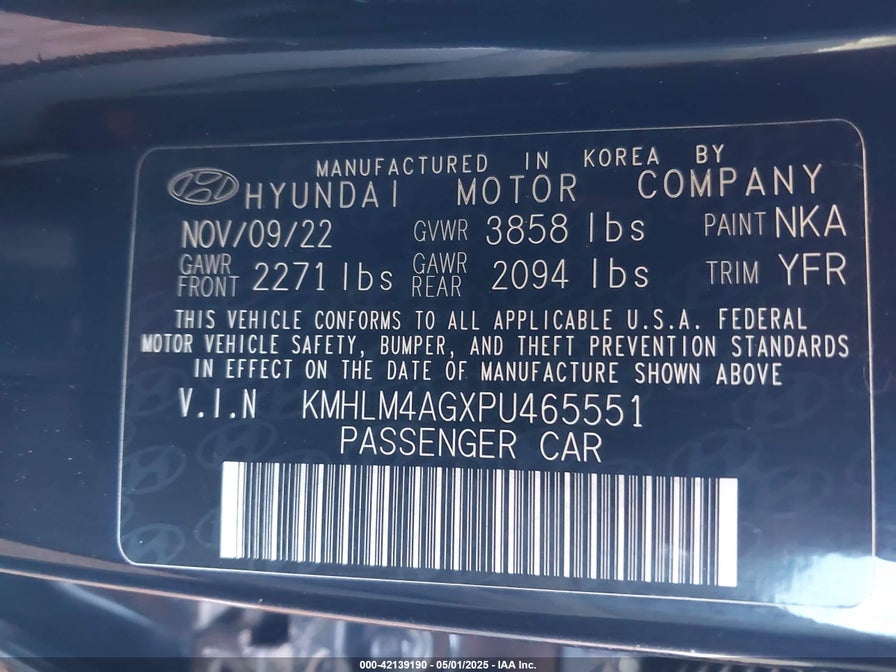 MANUFACTURED IN KOREA BY
HYUNDAI MOTOR COMPANY
NOV/09/22 GVWR 3858 lbs PAINT NKA
GAWR FRONT 2271 lbs GAWR REAR 2094 lbs TRIM YFR
THIS VEHICLE CONFORMS TO ALL APPLICABLE U.S.A. FEDERAL
MOTOR VEHICLE SAFETY, BUMPER, AND THEFT PREVENTION STANDARDS
IN EFFECT ON THE DATE OF MANUFACTURE SHOWN ABOVE
V.I.N KMHLM4AGXPU465551
PASSENGER CAR
000-42139190 - 05/01/2025 - IAA Inc.